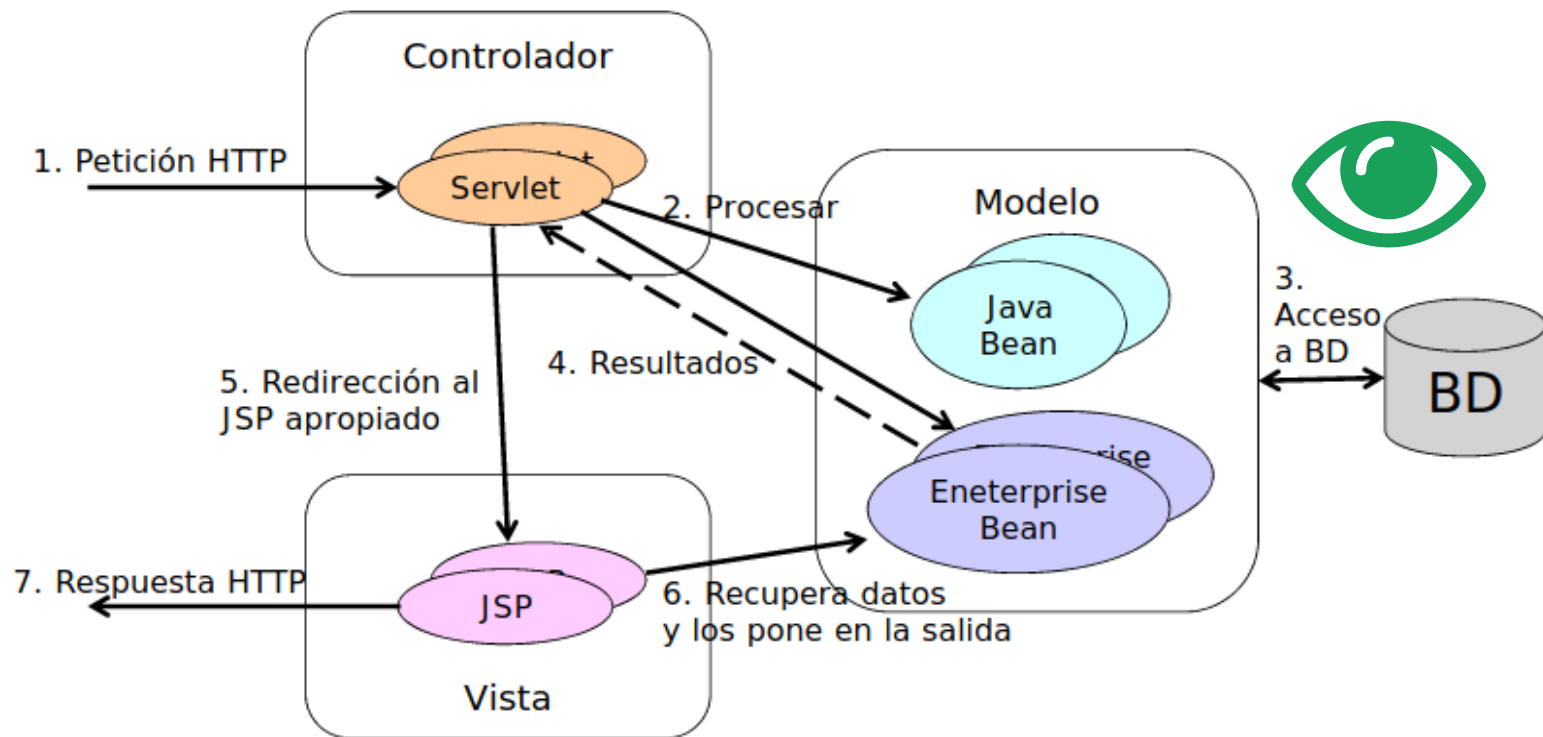 Controlador
1. Petición HTTP
Servlet
2. Procesar
Modelo
Java
Bean
3.
Acceso
a BD
BD
4. Resultados
5. Redirección al
JSP apropiado
Eneterprise
Bean
7. Respuesta HTTP
JSP
6. Recupera datos
y los pone en la salida
Vista